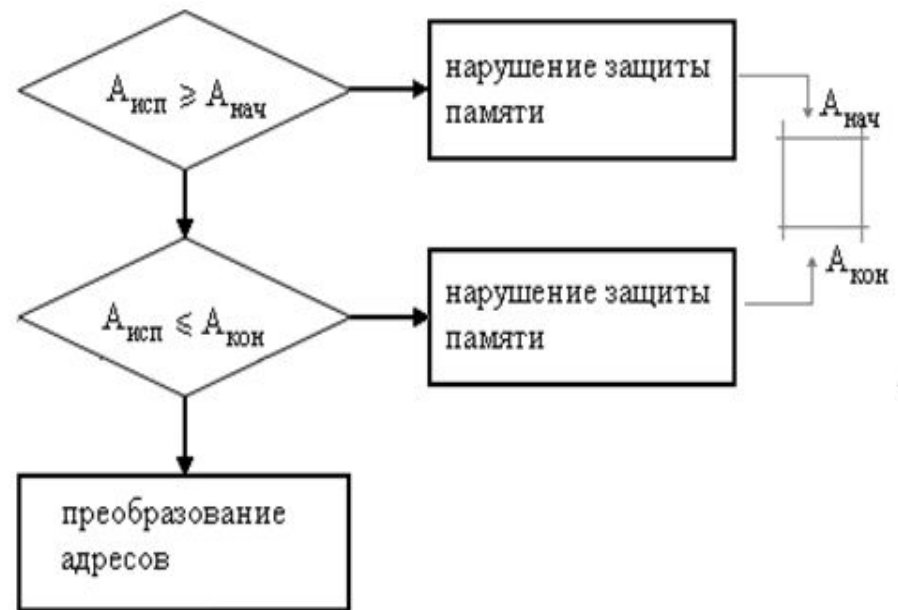 Aисп ⩾ Aнач
нарушение защиты
памяти
Aнач
Aисп ⩽ Aкон
нарушение защиты
памяти
Aкон
преобразование
адресов